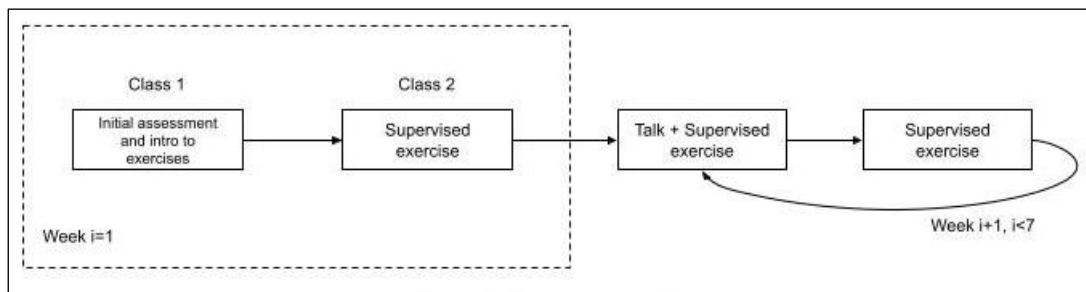 Class 1
Initial assessment
and intro to
exercises
Class 2
Supervised
exercise
Talk + Supervised
exercise
Supervised
exercise
Week i=1
Week i+1, i<7